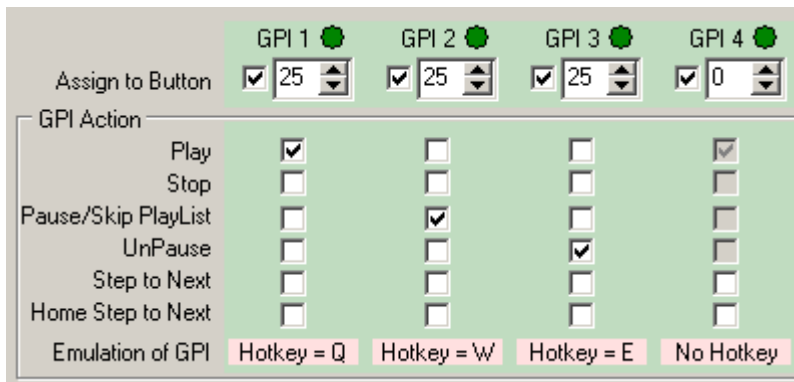 GPI 1 GPI 2 GPI 3 GPI 4
Assign to Button 25 25 25 0
GPI Action
Play
Stop
Pause/Skip PlayList
UnPause
Step to Next
Home Step to Next
Emulation of GPI Hotkey = Q Hotkey = W Hotkey = E No Hotkey